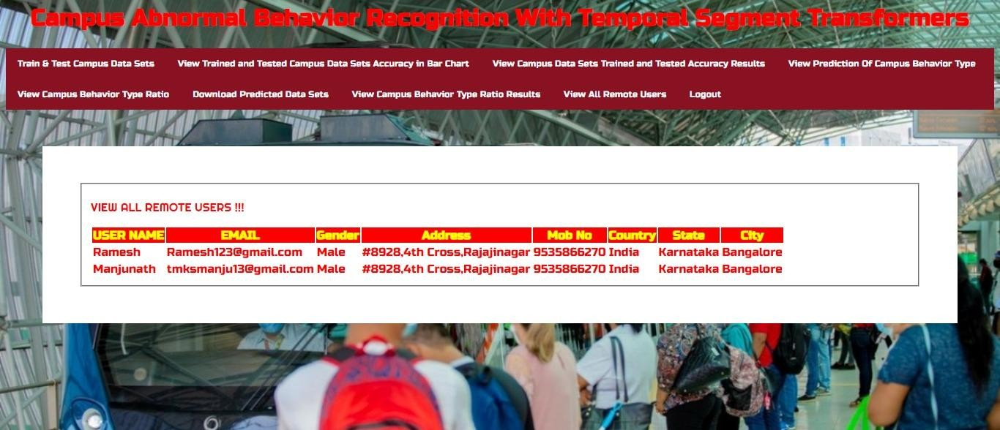 Campus Abnormal Behavior Recognition With Temporal Segment Transformers
Train & Test Campus Data Sets View Trained and Tested Campus Data Sets Accuracy in Bar Chart View Campus Data Sets Trained and Tested Accuracy Results View Prediction Of Campus Behavior Type
View Campus Behavior Type Ratio Download Predicted Data Sets View Campus Behavior Type Ratio Results View All Remote Users Logout
VIEW ALL REMOTE USERS !!!
USER NAME EMAIL Gender Address Mob No Country State City
Ramesh Ramesh123@gmail.com Male #8928,4th Cross,Rajajinagar 9535866270 India Karnataka Bangalore
Manjunath tmksmanju13@gmail.com Male #8928,4th Cross,Rajajinagar 9535866270 India Karnataka Bangalore